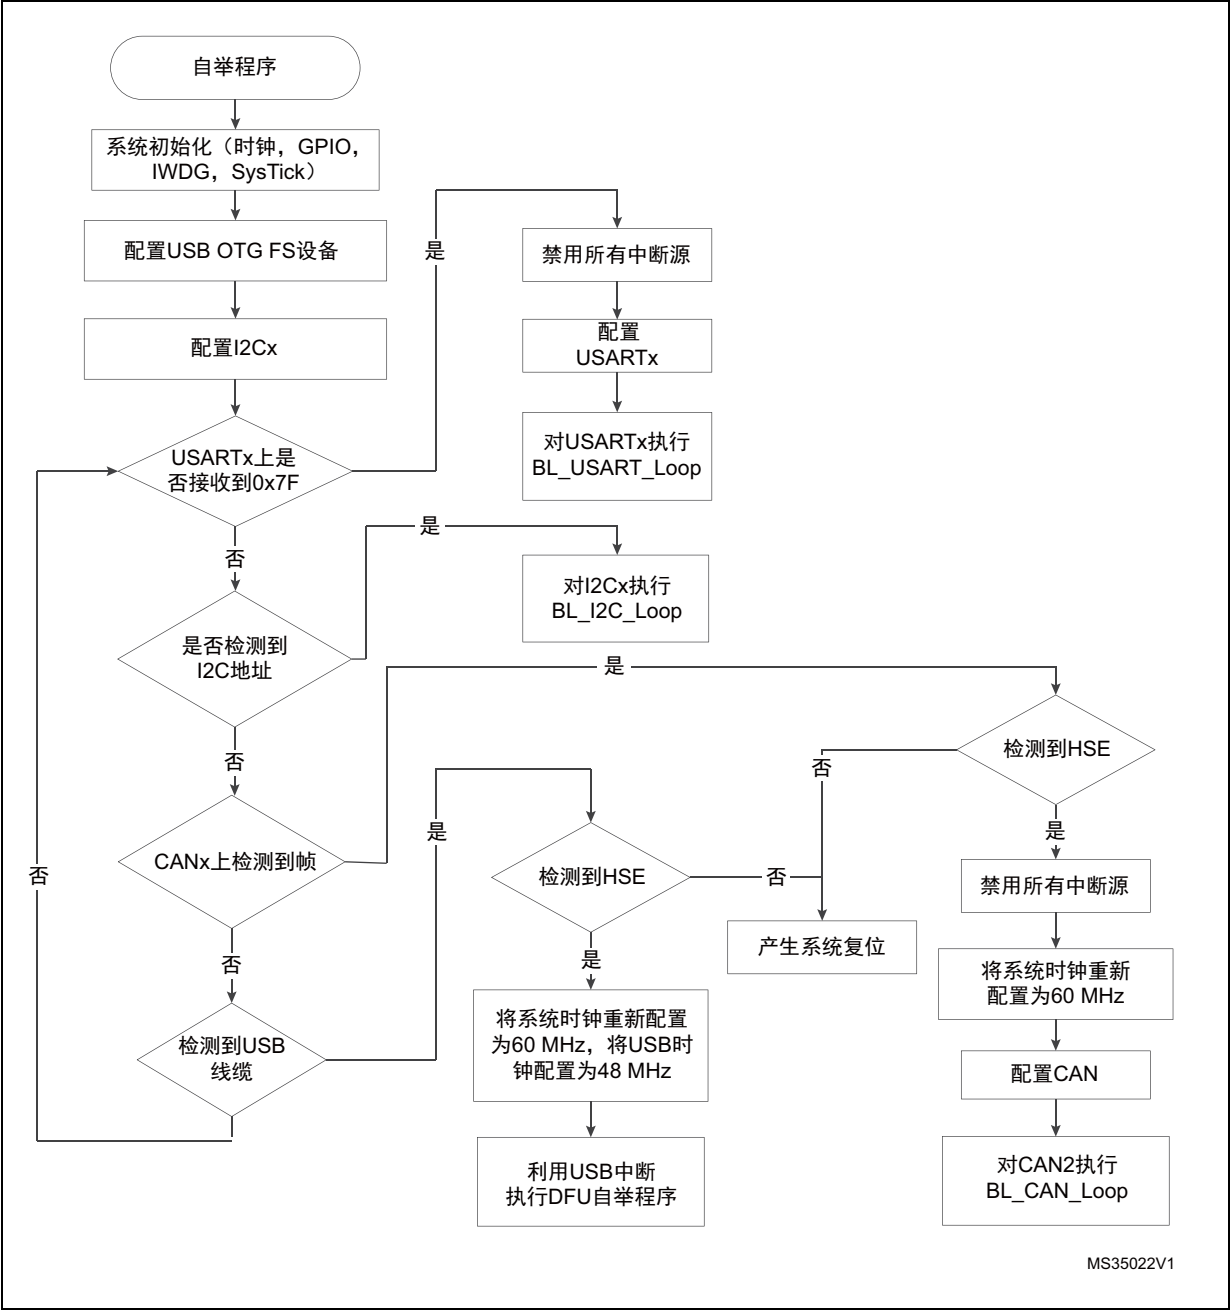 自举程序
系统初始化（时钟，GPIO，
IWDG，SysTick）
配置USB OTG FS设备
是
禁用所有中断源
配置I2Cx
配置
USARTx
USARTx上是
否接收到0x7F
对USARTx执行
BL_USART_Loop
否
是
对I2Cx执行
BL_I2C_Loop
是否检测到
I2C地址
是
否
检测到HSE
否
是
是
CANx上检测到帧
否
检测到HSE
否
禁用所有中断源
产生系统复位
否
是
将系统时钟重新
配置为60 MHz
检测到USB
线缆
将系统时钟重新配置
为60 MHz，将USB时
钟配置为48 MHz
配置CAN
利用USB中断
执行DFU自举程序
对CAN2执行
BL_CAN_Loop
MS35022V1